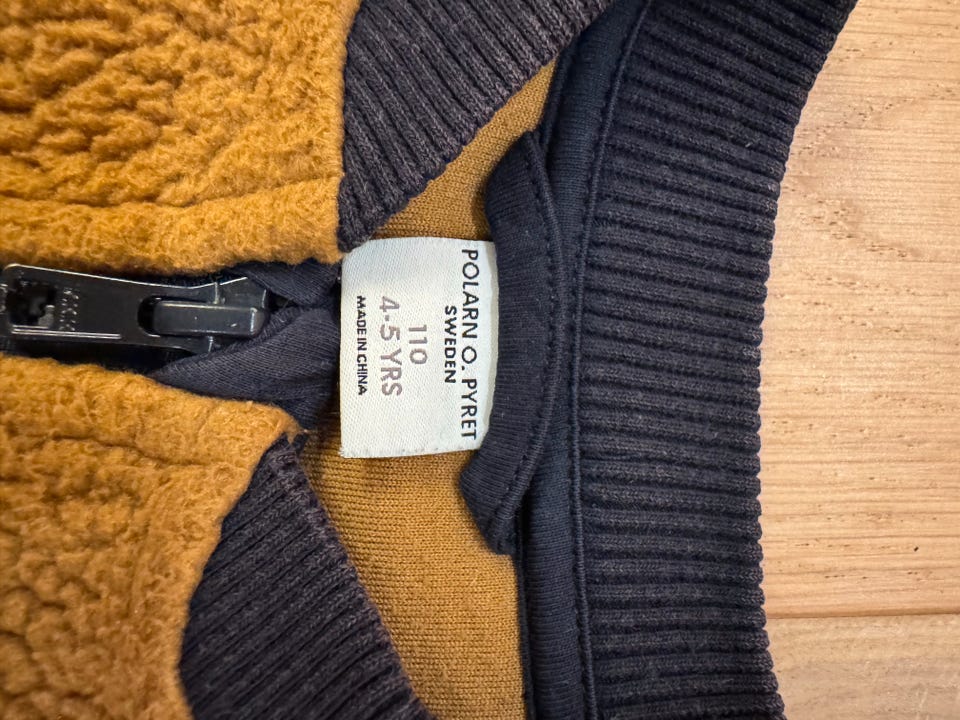 POLARN O. PYRET
SWEDEN
110
4-5 YRS
MADE IN CHINA